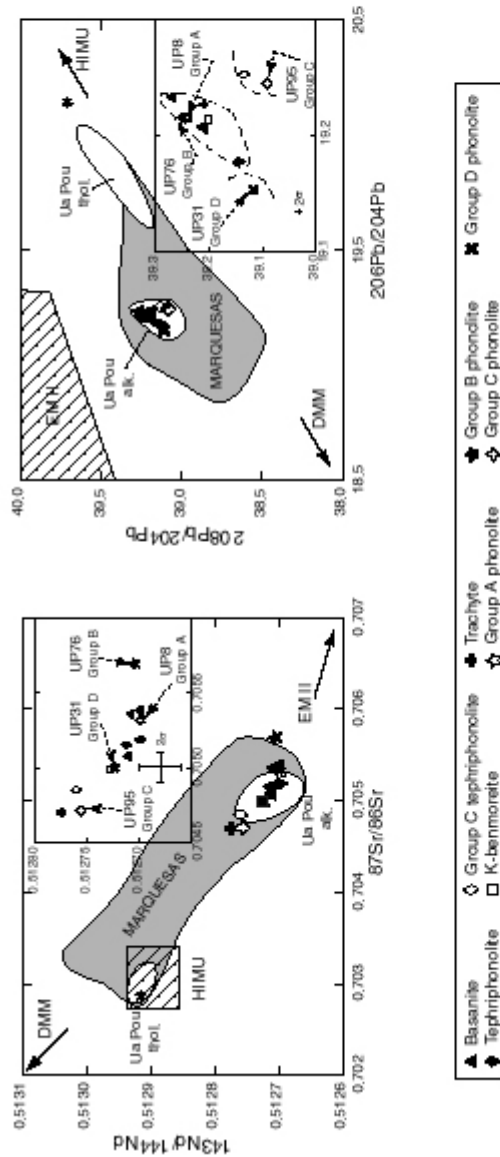 0.5131
0.5130
0.5129
0.5128
0.5127
0.5126
143Nd/144Nd
0.702
0.703
0.704
0.705
0.706
0.707
87Sr/86Sr
DMM
MARQUESAS
HIMU
Ua Pou
thol.
Ua Pou
alk.
EM II
0.51280
0.51275
0.51270
0.7045
0.7050
0.7055
UP95
Group C
UP31
Group D
UP76
Group B
UP8
Group A
2σ
40.0
39.5
39.0
38.5
38.0
208Pb/204Pb
18.5
19.5
20.5
206Pb/204Pb
EM II
HIMU
Ua Pou
thol.
Ua Pou
alk.
MARQUESAS
DMM
39.3
39.2
39.1
39.0
19.1
19.2
UP31
Group D
UP76
Group B
UP8
Group A
UP95
Group C
+ 2σ
Basanite
Tephriphonolite
Group C tephriphonolite
K-benmoreite
Trachyte
Group A phonolite
Group B phonolite
Group C phonolite
Group D phonolite